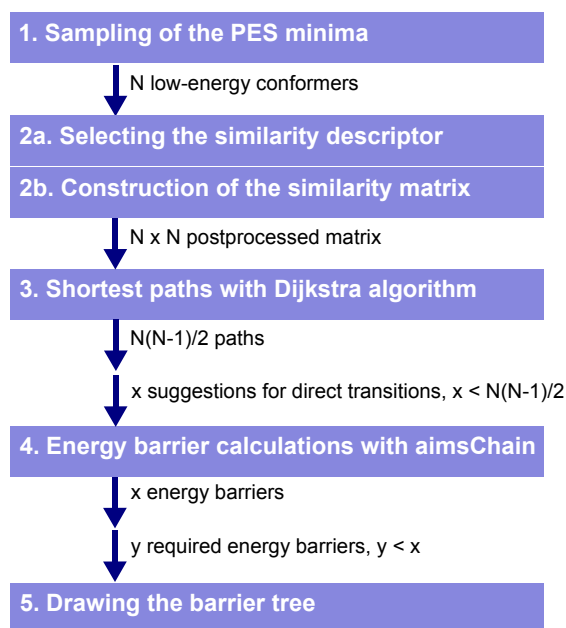 1. Sampling of the PES minima
N low-energy conformers
2a. Selecting the similarity descriptor
2b. Construction of the similarity matrix
N x N postprocessed matrix
3. Shortest paths with Dijkstra algorithm
N(N-1)/2 paths
x suggestions for direct transitions, x < N(N-1)/2
4. Energy barrier calculations with aimsChain
x energy barriers
y required energy barriers, y < x
5. Drawing the barrier tree